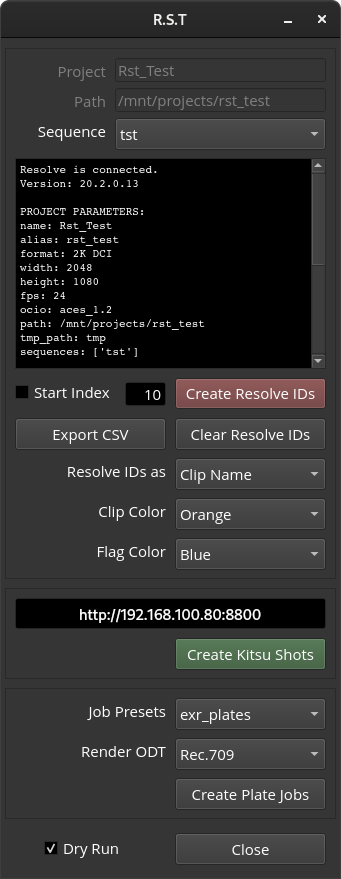 R.S.T
Project Rst_Test
Path /mnt/projects/rst_test
Sequence tst
Resolve is connected.
Version: 20.2.0.13
PROJECT PARAMETERS:
name: Rst_Test
alias: rst_test
format: 2K DCI
width: 2048
height: 1080
fps: 24
ocio: aces_1.2
path: /mnt/projects/rst_test
tmp_path: tmp
sequences: ['tst']
Start Index 10 Create Resolve IDs
Export CSV Clear Resolve IDs
Resolve IDs as Clip Name
Clip Color Orange
Flag Color Blue
http://192.168.100.80:8800
Create Kitsu Shots
Job Presets exr_plates
Render ODT Rec.709
Create Plate Jobs
Dry Run Close